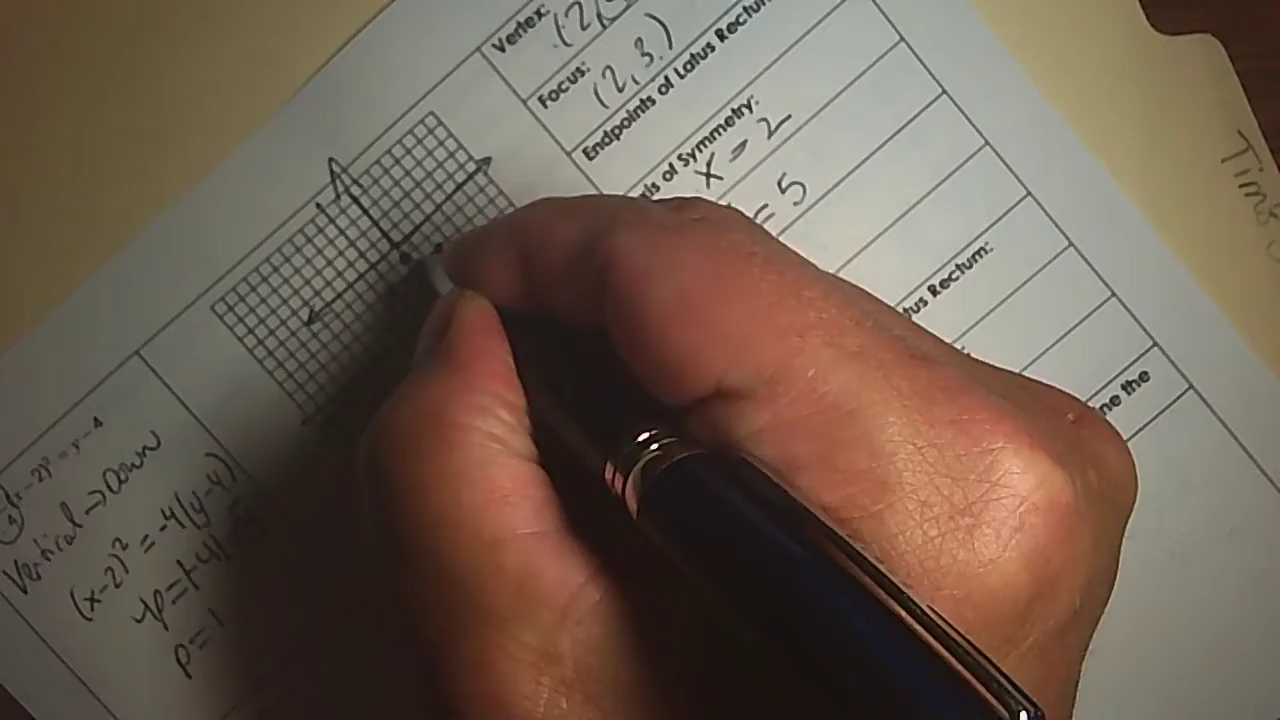 Vertex:
(2,
Focus:
(2, 3)
Endpoints of Latus Rectum
of Symmetry:
x = 2
= 5
tus Rectum:
ne the
Tim's
-2)² = y-4
Vertical → Down
(x-2)² = -4(y-4)
4p = |-4|
p = 1